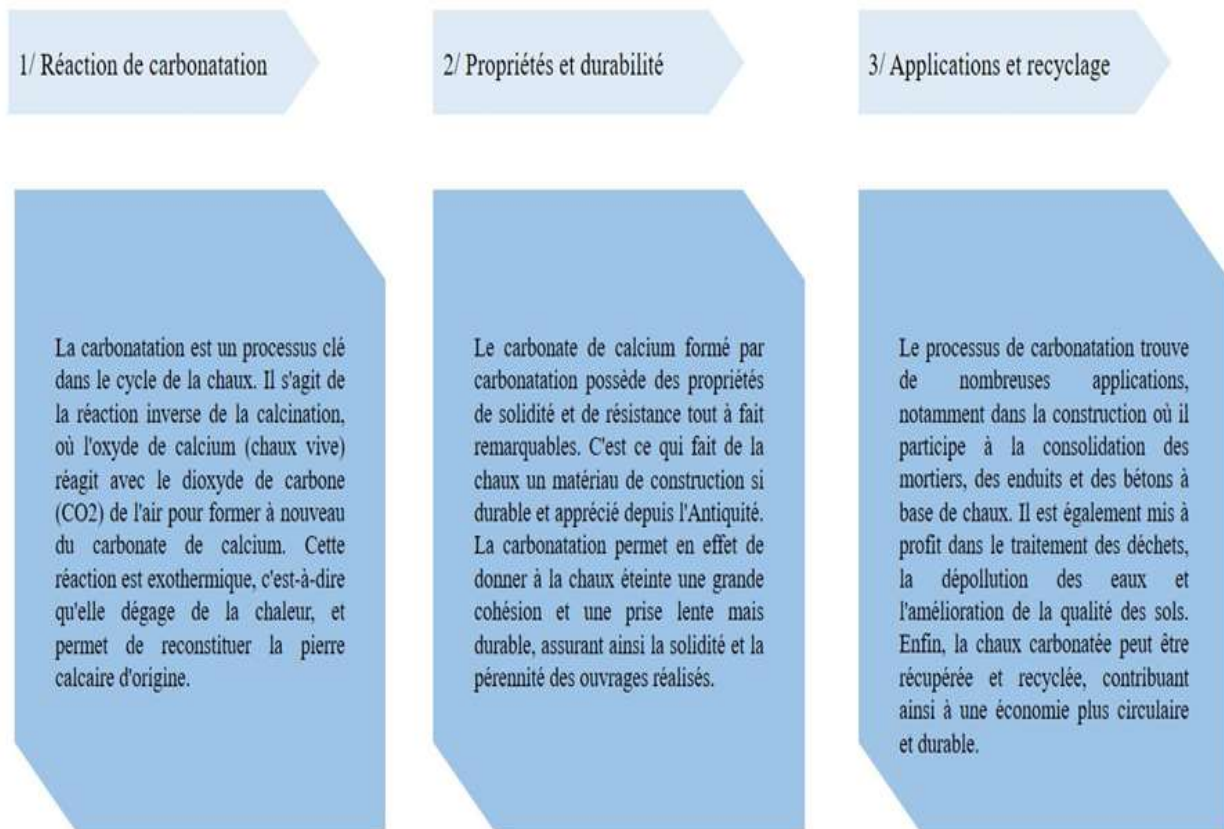 1/ Réaction de carbonatation
La carbonatation est un processus clé
dans le cycle de la chaux. Il s'agit de
la réaction inverse de la calcination,
où l'oxyde de calcium (chaux vive)
réagit avec le dioxyde de carbone
(CO2) de l'air pour former à nouveau
du carbonate de calcium. Cette
réaction est exothermique, c'est-à-dire
qu'elle dégage de la chaleur, et
permet de reconstituer la pierre
calcaire d'origine.
2/ Propriétés et durabilité
Le carbonate de calcium formé par
carbonatation possède des propriétés
de solidité et de résistance tout à fait
remarquables. C'est ce qui fait de la
chaux un matériau de construction si
durable et apprécié depuis l'Antiquité.
La carbonatation permet en effet de
donner à la chaux éteinte une grande
cohésion et une prise lente mais
durable, assurant ainsi la solidité et la
pérennité des ouvrages réalisés.
3/ Applications et recyclage
Le processus de carbonatation trouve
de nombreuses applications,
notamment dans la construction où il
participe à la consolidation des
mortiers, des enduits et des bétons à
base de chaux. Il est également mis à
profit dans le traitement des déchets,
la dépollution des eaux et
l'amélioration de la qualité des sols.
Enfin, la chaux carbonatée peut être
récupérée et recyclée, contribuant
ainsi à une économie plus circulaire
et durable.